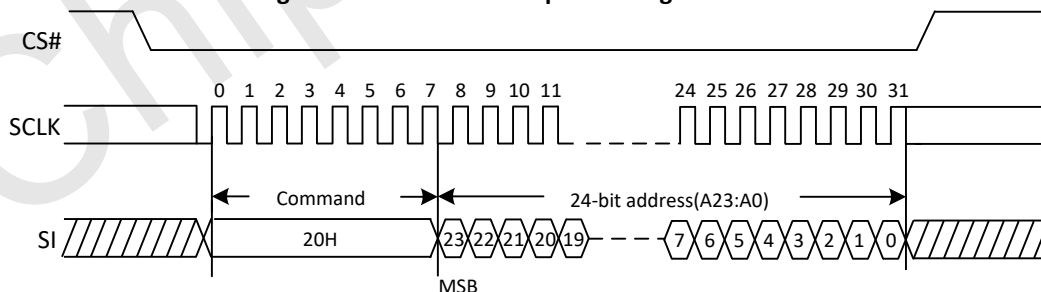 CS#
0 1 2 3 4 5 6 7 8 9 10 11 24 25 26 27 28 29 30 31
SCLK
Command 24-bit address(A23:A0)
SI 20H 23 22 21 20 19 7 6 5 4 3 2 1 0
MSB